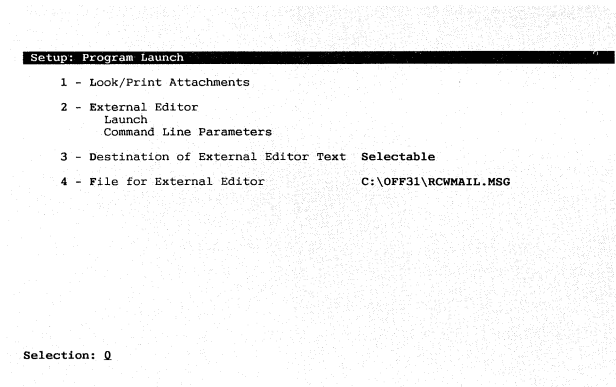 Setup: Program Launch
1 - Look/Print Attachments
2 - External Editor
Launch
Command Line Parameters
3 - Destination of External Editor Text Selectable
4 - File for External Editor C:\OFF31\RCWMAIL.MSG
Selection: 0